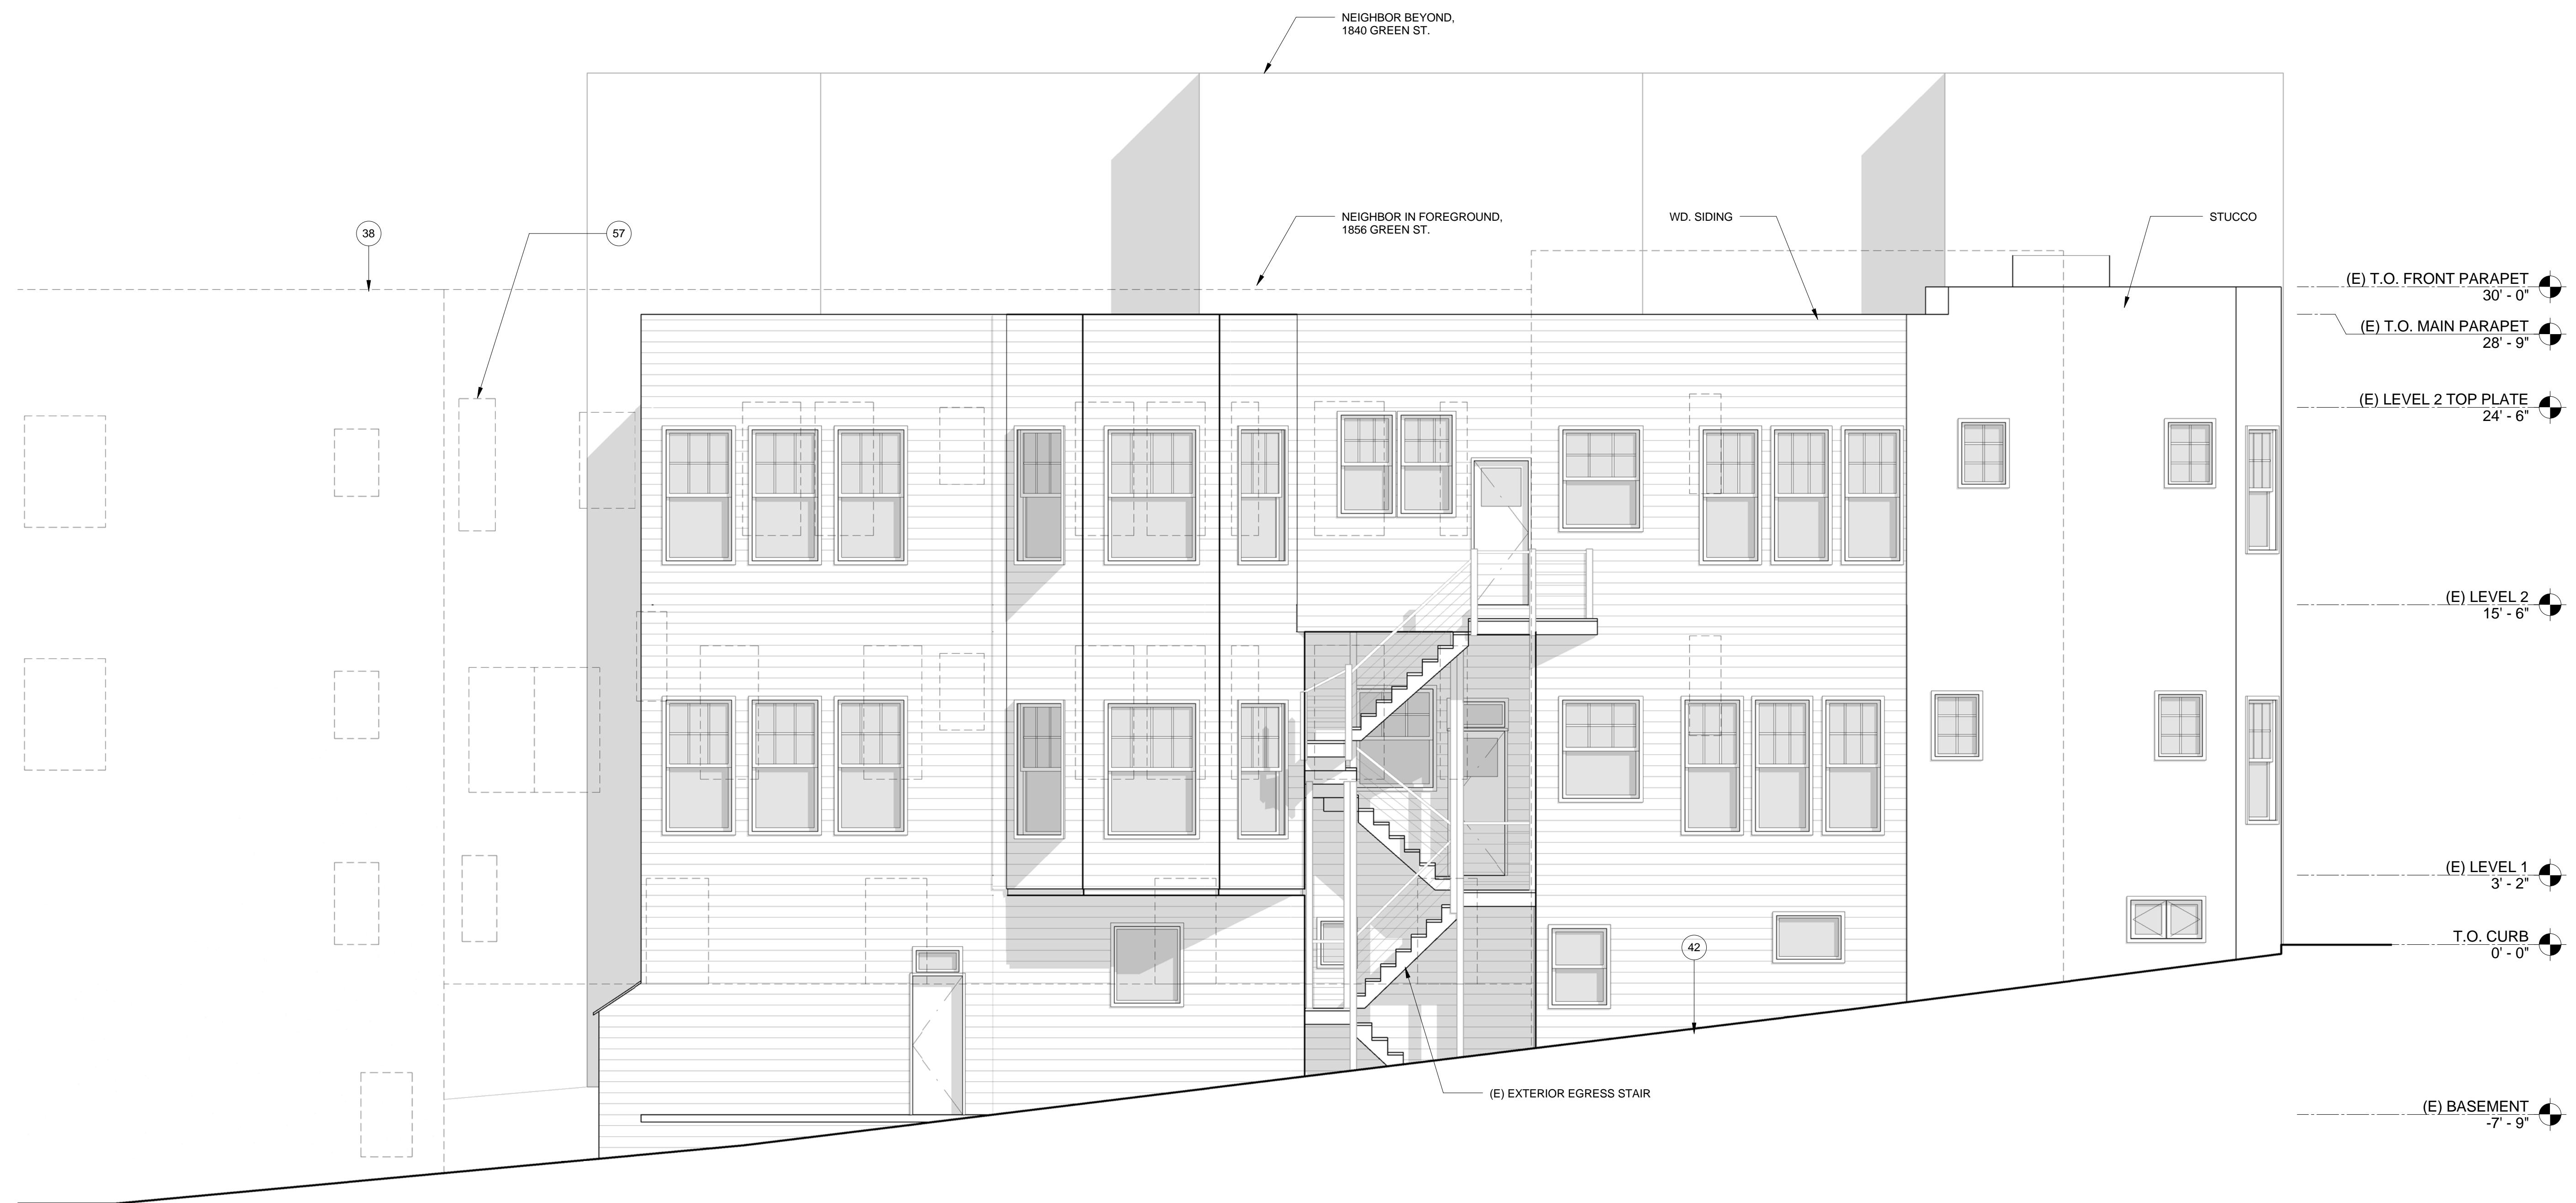 NEIGHBOR BEYOND,
1840 GREEN ST.
NEIGHBOR IN FOREGROUND,
1856 GREEN ST.
WD. SIDING
STUCCO
38
57
(E) T.O. FRONT PARAPET
30' - 0"
(E) T.O. MAIN PARAPET
28' - 9"
(E) LEVEL 2 TOP PLATE
24' - 6"
(E) LEVEL 2
15' - 6"
(E) LEVEL 1
3' - 2"
42
T.O. CURB
0' - 0"
(E) EXTERIOR EGRESS STAIR
(E) BASEMENT
-7' - 9"